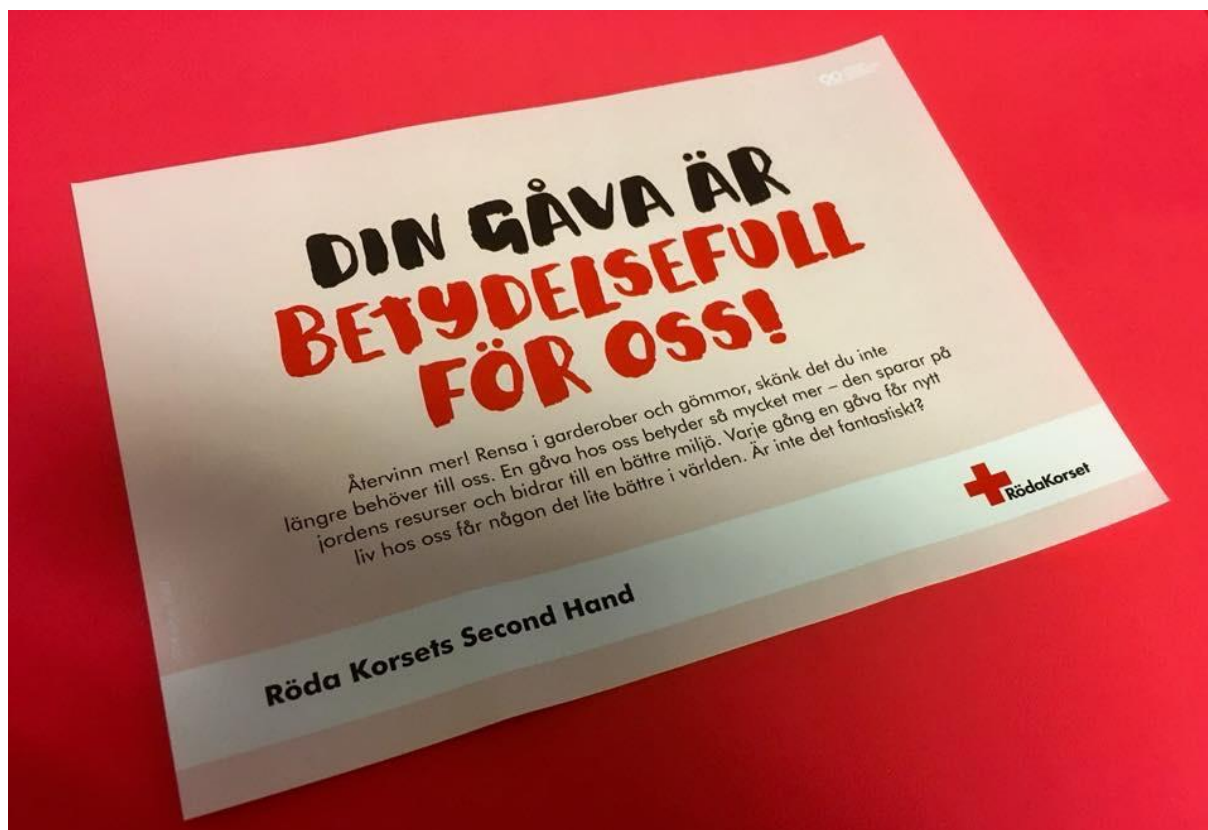 DIN GÅVA ÄR
BETYDELSEFULL
FÖR OSS!
Återvinn mer! Rensa i garderober och gömmor, skänk det du inte
längre behöver till oss. En gåva hos oss betyder så mycket mer – den sparar på
jordens resurser och bidrar till en bättre miljö. Varje gång en gåva får nytt
liv hos oss får någon det lite bättre i världen. Är inte det fantastiskt?
RödaKorset
Röda Korsets Second Hand